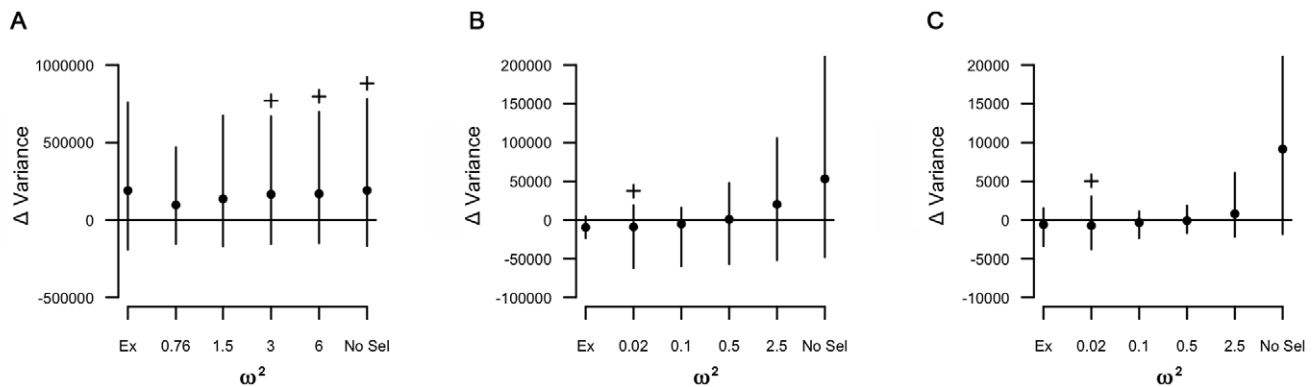 A
Δ Variance
1000000
500000
0
-500000
Ex 0.76 1.5 3 6 No Sel
ω²
B
Δ Variance
200000
150000
100000
50000
0
-50000
-100000
Ex 0.02 0.1 0.5 2.5 No Sel
ω²
C
Δ Variance
20000
15000
10000
5000
0
-5000
-10000
Ex 0.02 0.1 0.5 2.5 No Sel
ω²